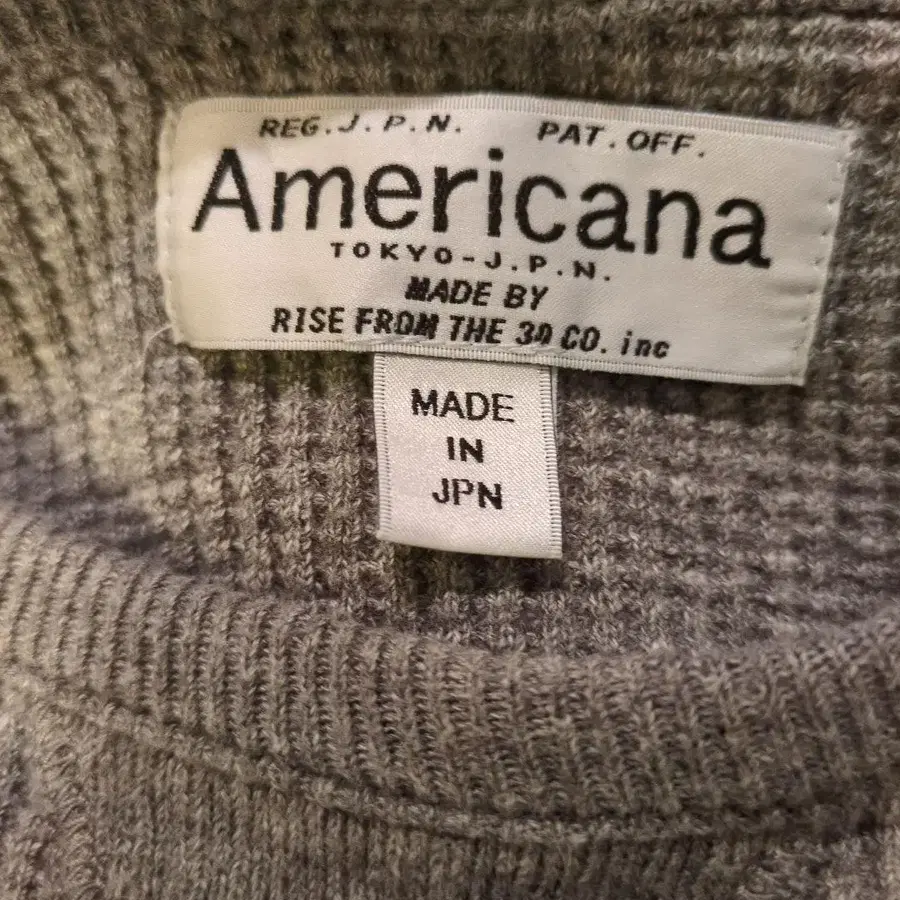 REG.J.P.N. PAT.OFF.
Americana
TOKYO-J.P.N.
MADE BY
RISE FROM THE 30 CO. inc
MADE
IN
JPN